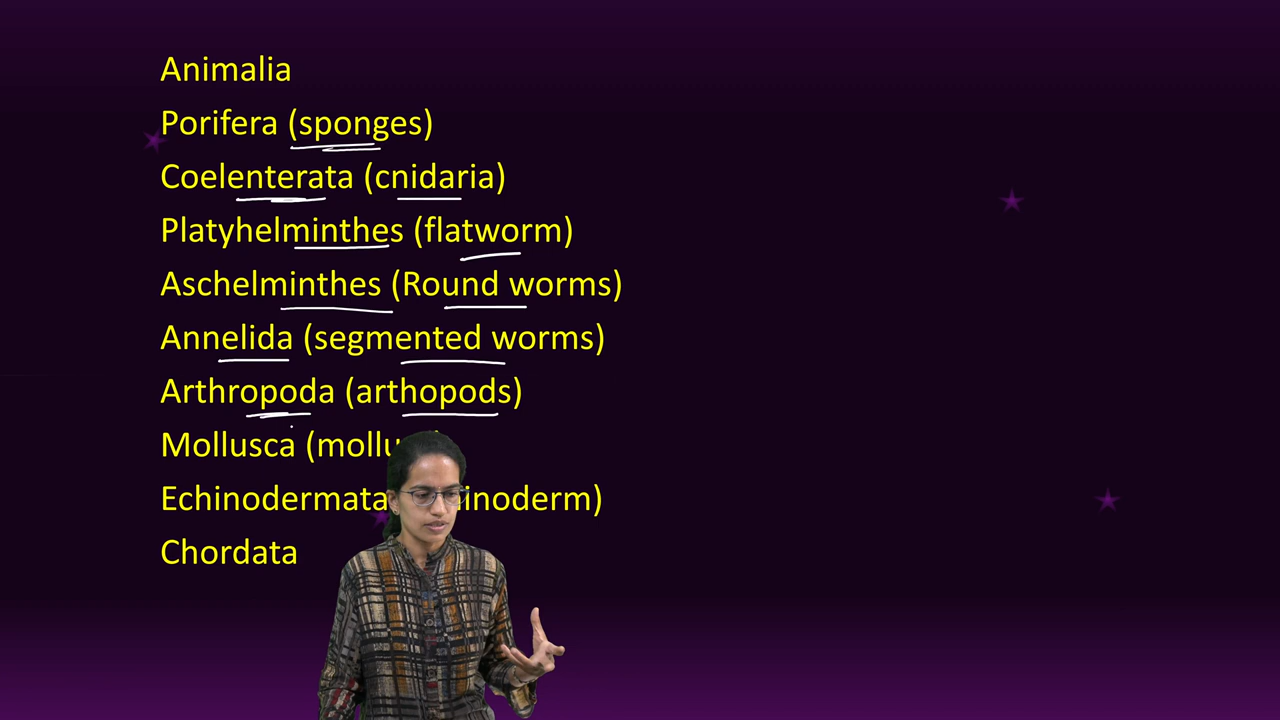 Animalia
Porifera (sponges)
Coelenterata (cnidaria)
Platyhelminthes (flatworm)
Aschelminthes (Round worms)
Annelida (segmented worms)
Arthropoda (arthopods)
Mollusca
Echinodermata
Chordata